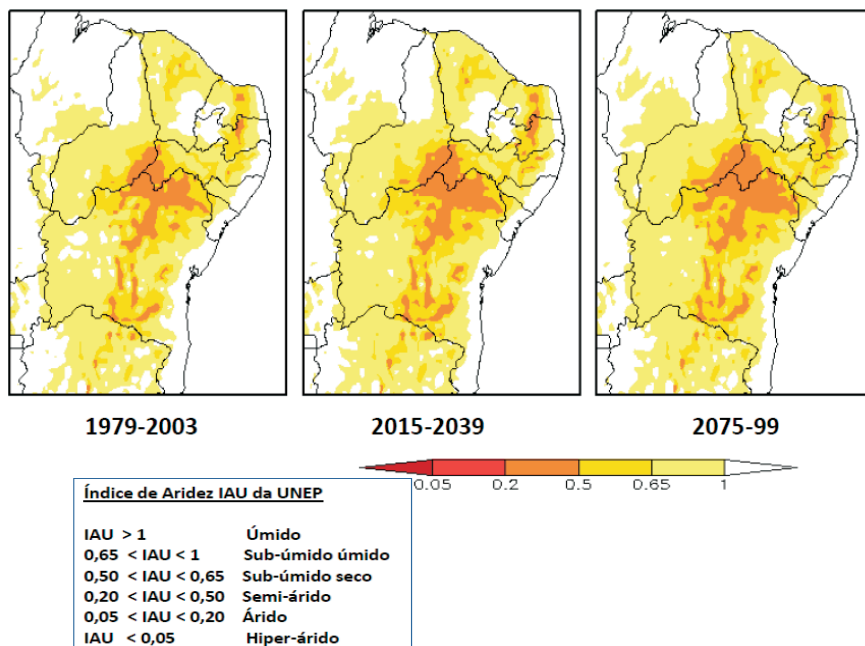 1979-2003 2015-2039 2075-99
0.05 0.2 0.5 0.65 1
Índice de Aridez IAU da UNEP
IAU > 1 Úmido
0,65 < IAU < 1 Sub-úmido úmido
0,50 < IAU < 0,65 Sub-úmido seco
0,20 < IAU < 0,50 Semi-árido
0,05 < IAU < 0,20 Árido
IAU < 0,05 Hiper-árido